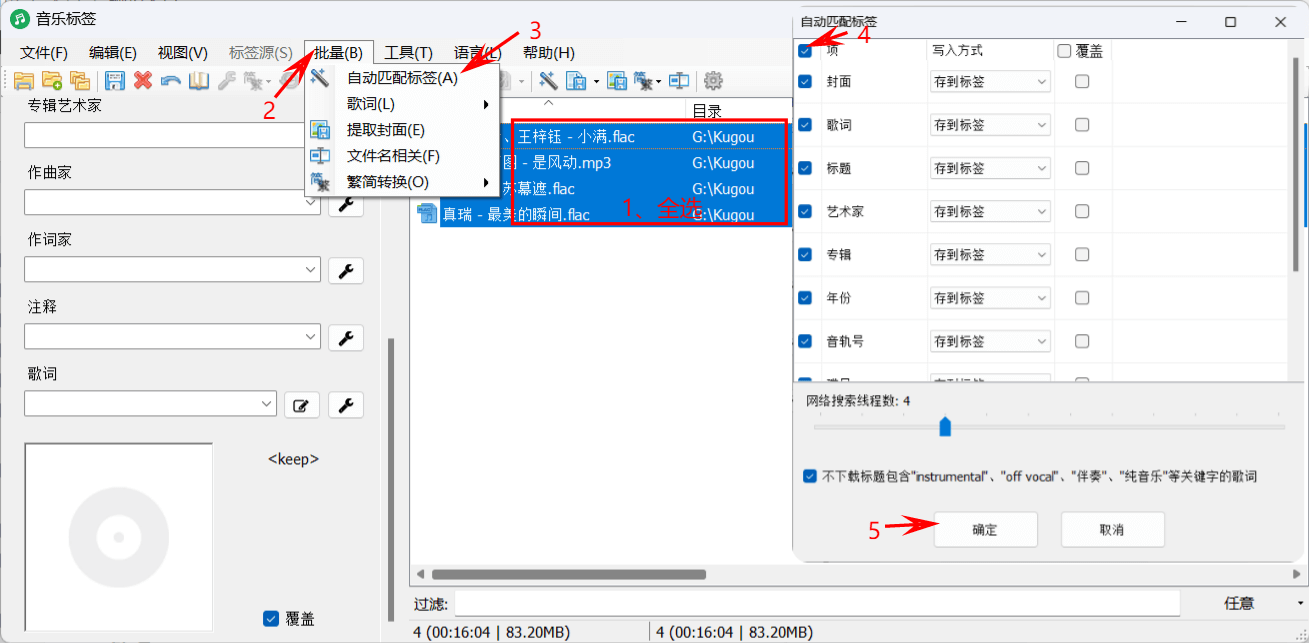 音乐标签
文件(F) 编辑(E) 视图(V) 标签源(S) 批量(B) 工具(T) 语言(L) 帮助(H)
3
2
自动匹配标签(A)
歌词(L)
提取封面(E)
文件名相关(F)
繁简转换(O)
专辑艺术家
作曲家
作词家
注释
歌词
<keep>
覆盖
目录
、王梓钰 - 小满.flac G:\Kugou
图 - 是风动.mp3 G:\Kugou
苏幕遮.flac G:\Kugou
真瑞 - 最美的瞬间.flac G:\Kugou
1、全选
过滤:
任意
4 (00:16:04 | 83.20MB) 4 (00:16:04 | 83.20MB)
自动匹配标签
4
项 写入方式 覆盖
封面 存到标签
歌词 存到标签
标题 存到标签
艺术家 存到标签
专辑 存到标签
年份 存到标签
音轨号 存到标签
网络搜索线程数: 4
不下载标题包含"instrumental"、"off vocal"、"伴奏"、"纯音乐"等关键字的歌词
5
确定 取消